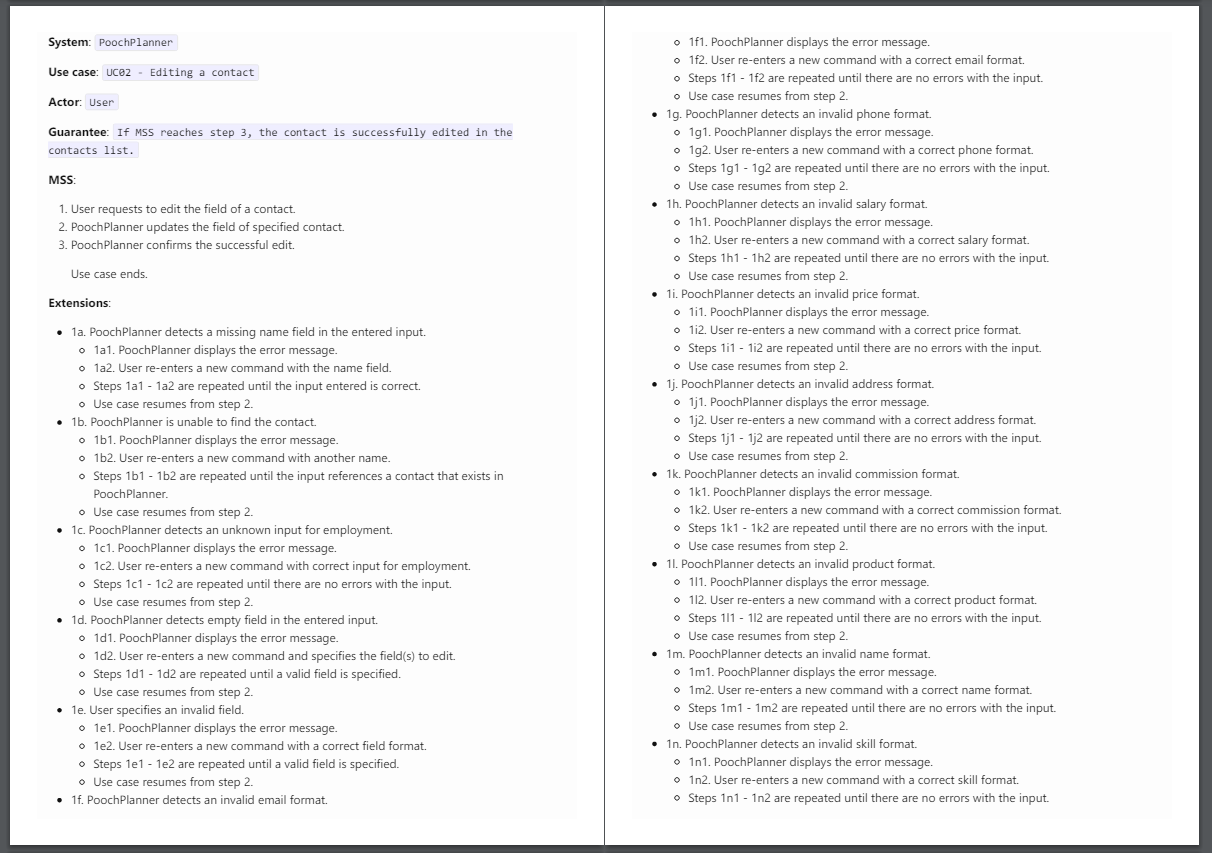 System: PoochPlanner
Use case: UC02 - Editing a contact
Actor: User
Guarantee: If MSS reaches step 3, the contact is successfully edited in the
contacts list.
MSS:
1. User requests to edit the field of a contact.
2. PoochPlanner updates the field of specified contact.
3. PoochPlanner confirms the successful edit.
Use case ends.
Extensions:
1a. PoochPlanner detects a missing name field in the entered input.
1a1. PoochPlanner displays the error message.
1a2. User re-enters a new command with the name field.
Steps 1a1 - 1a2 are repeated until the input entered is correct.
Use case resumes from step 2.
1b. PoochPlanner is unable to find the contact.
1b1. PoochPlanner displays the error message.
1b2. User re-enters a new command with another name.
Steps 1b1 - 1b2 are repeated until the input references a contact that exists in
PoochPlanner.
Use case resumes from step 2.
1c. PoochPlanner detects an unknown input for employment.
1c1. PoochPlanner displays the error message.
1c2. User re-enters a new command with correct input for employment.
Steps 1c1 - 1c2 are repeated until there are no errors with the input.
Use case resumes from step 2.
1d. PoochPlanner detects empty field in the entered input.
1d1. PoochPlanner displays the error message.
1d2. User re-enters a new command and specifies the field(s) to edit.
Steps 1d1 - 1d2 are repeated until a valid field is specified.
Use case resumes from step 2.
1e. User specifies an invalid field.
1e1. PoochPlanner displays the error message.
1e2. User re-enters a new command with a correct field format.
Steps 1e1 - 1e2 are repeated until a valid field is specified.
Use case resumes from step 2.
1f. PoochPlanner detects an invalid email format.
1f1. PoochPlanner displays the error message.
1f2. User re-enters a new command with a correct email format.
Steps 1f1 - 1f2 are repeated until there are no errors with the input.
Use case resumes from step 2.
1g. PoochPlanner detects an invalid phone format.
1g1. PoochPlanner displays the error message.
1g2. User re-enters a new command with a correct phone format.
Steps 1g1 - 1g2 are repeated until there are no errors with the input.
Use case resumes from step 2.
1h. PoochPlanner detects an invalid salary format.
1h1. PoochPlanner displays the error message.
1h2. User re-enters a new command with a correct salary format.
Steps 1h1 - 1h2 are repeated until there are no errors with the input.
Use case resumes from step 2.
1i. PoochPlanner detects an invalid price format.
1i1. PoochPlanner displays the error message.
1i2. User re-enters a new command with a correct price format.
Steps 1i1 - 1i2 are repeated until there are no errors with the input.
Use case resumes from step 2.
1j. PoochPlanner detects an invalid address format.
1j1. PoochPlanner displays the error message.
1j2. User re-enters a new command with a correct address format.
Steps 1j1 - 1j2 are repeated until there are no errors with the input.
Use case resumes from step 2.
1k. PoochPlanner detects an invalid commission format.
1k1. PoochPlanner displays the error message.
1k2. User re-enters a new command with a correct commission format.
Steps 1k1 - 1k2 are repeated until there are no errors with the input.
Use case resumes from step 2.
1l. PoochPlanner detects an invalid product format.
1l1. PoochPlanner displays the error message.
1l2. User re-enters a new command with a correct product format.
Steps 1l1 - 1l2 are repeated until there are no errors with the input.
Use case resumes from step 2.
1m. PoochPlanner detects an invalid name format.
1m1. PoochPlanner displays the error message.
1m2. User re-enters a new command with a correct name format.
Steps 1m1 - 1m2 are repeated until there are no errors with the input.
Use case resumes from step 2.
1n. PoochPlanner detects an invalid skill format.
1n1. PoochPlanner displays the error message.
1n2. User re-enters a new command with a correct skill format.
Steps 1n1 - 1n2 are repeated until there are no errors with the input.